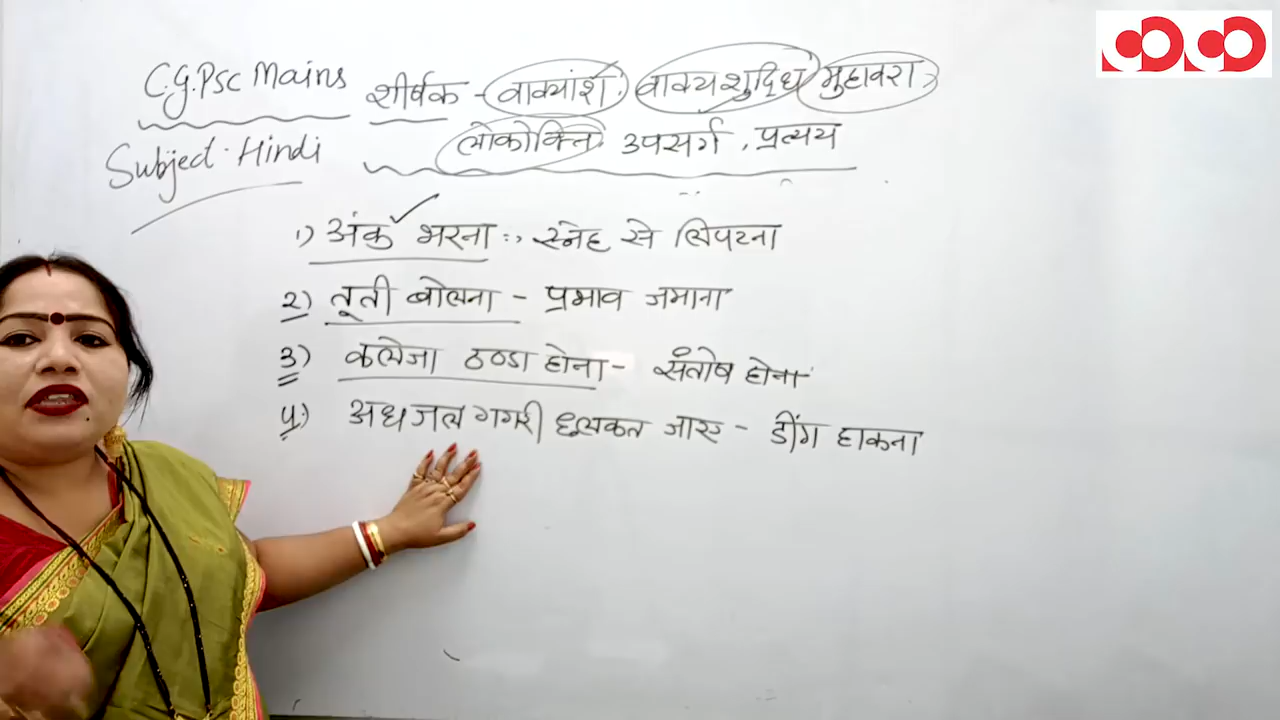 C.G.Psc Mains शीर्षक - वाक्यांश, वाक्य शुद्धि, मुहावरा,
Subject. Hindi लोकोक्ति, उपसर्ग, प्रत्यय
1) अंक भरना :, स्नेह से लिपटना
2) तूती बोलना - प्रभाव जमाना
3) कलेजा ठण्डा होना - संतोष होना
4) अधजल गगरी छलकत जाए - डींग हाकना